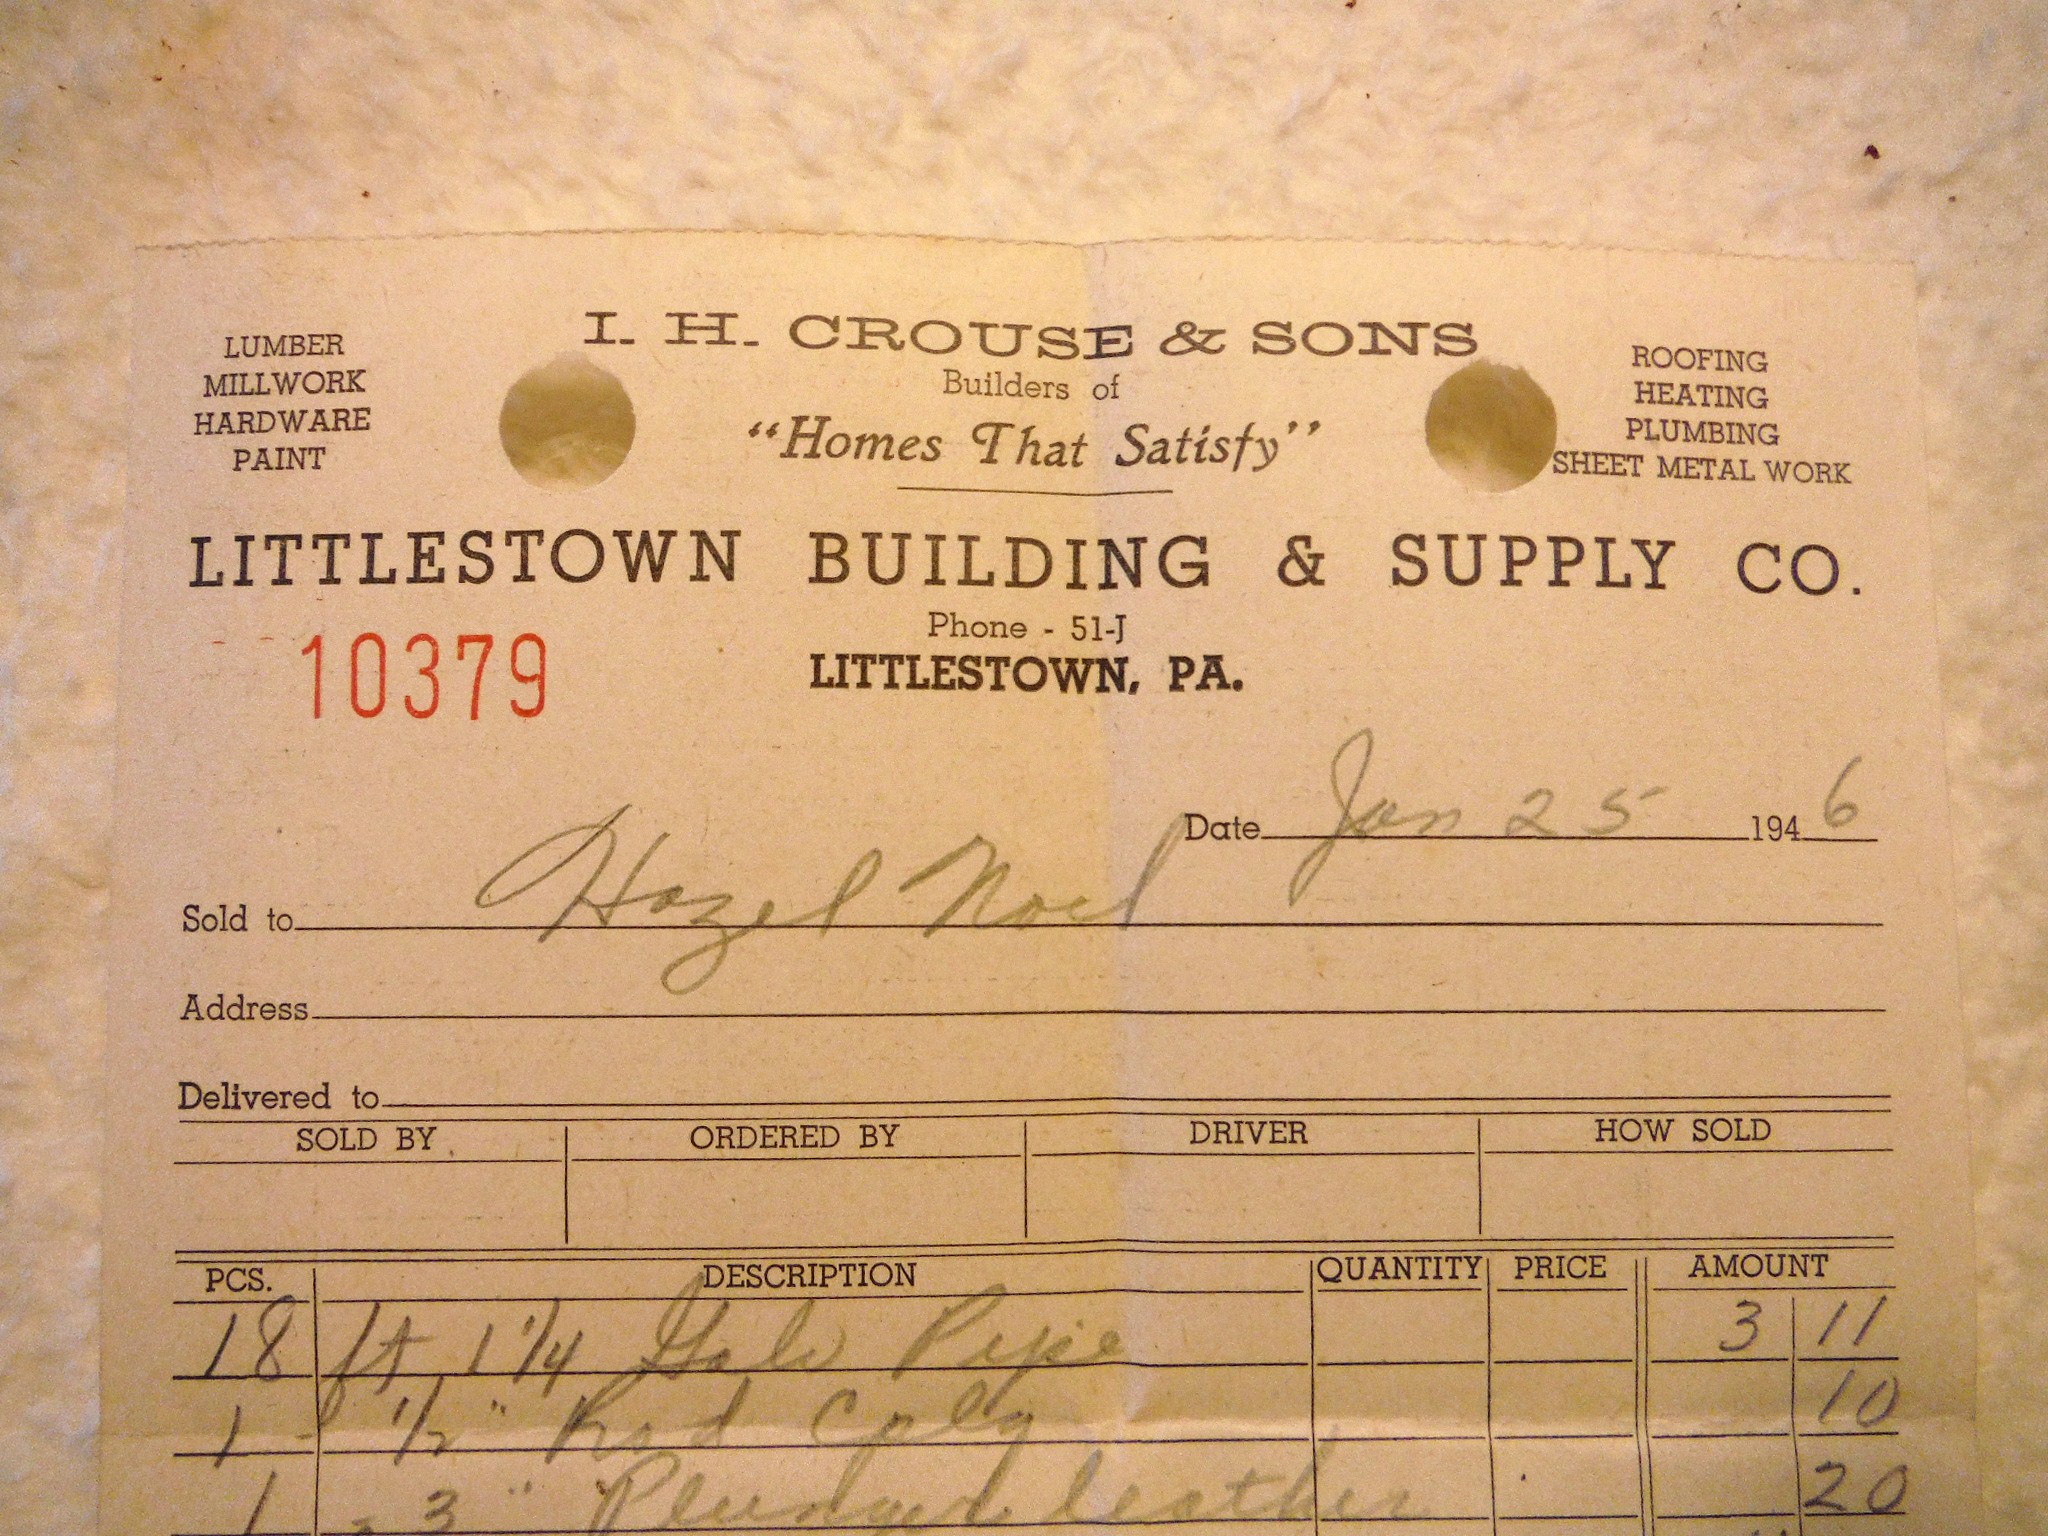 I. H. CROUSE & SONS
Builders of
"Homes That Satisfy"
LUMBER
MILLWORK
HARDWARE
PAINT
ROOFING
HEATING
PLUMBING
SHEET METAL WORK
LITTLESTOWN BUILDING & SUPPLY CO.
Phone - 51-J
LITTLESTOWN, PA.
10379
Date Jan 25 1946
Sold to Hazel Noel
Address
Delivered to
SOLD BY ORDERED BY DRIVER HOW SOLD
PCS. DESCRIPTION QUANTITY PRICE AMOUNT
18 ft 1 1/4 Galv Pipe 3 11
1 - 1/2" Rod Cplg 10
1 - 3" leather 20